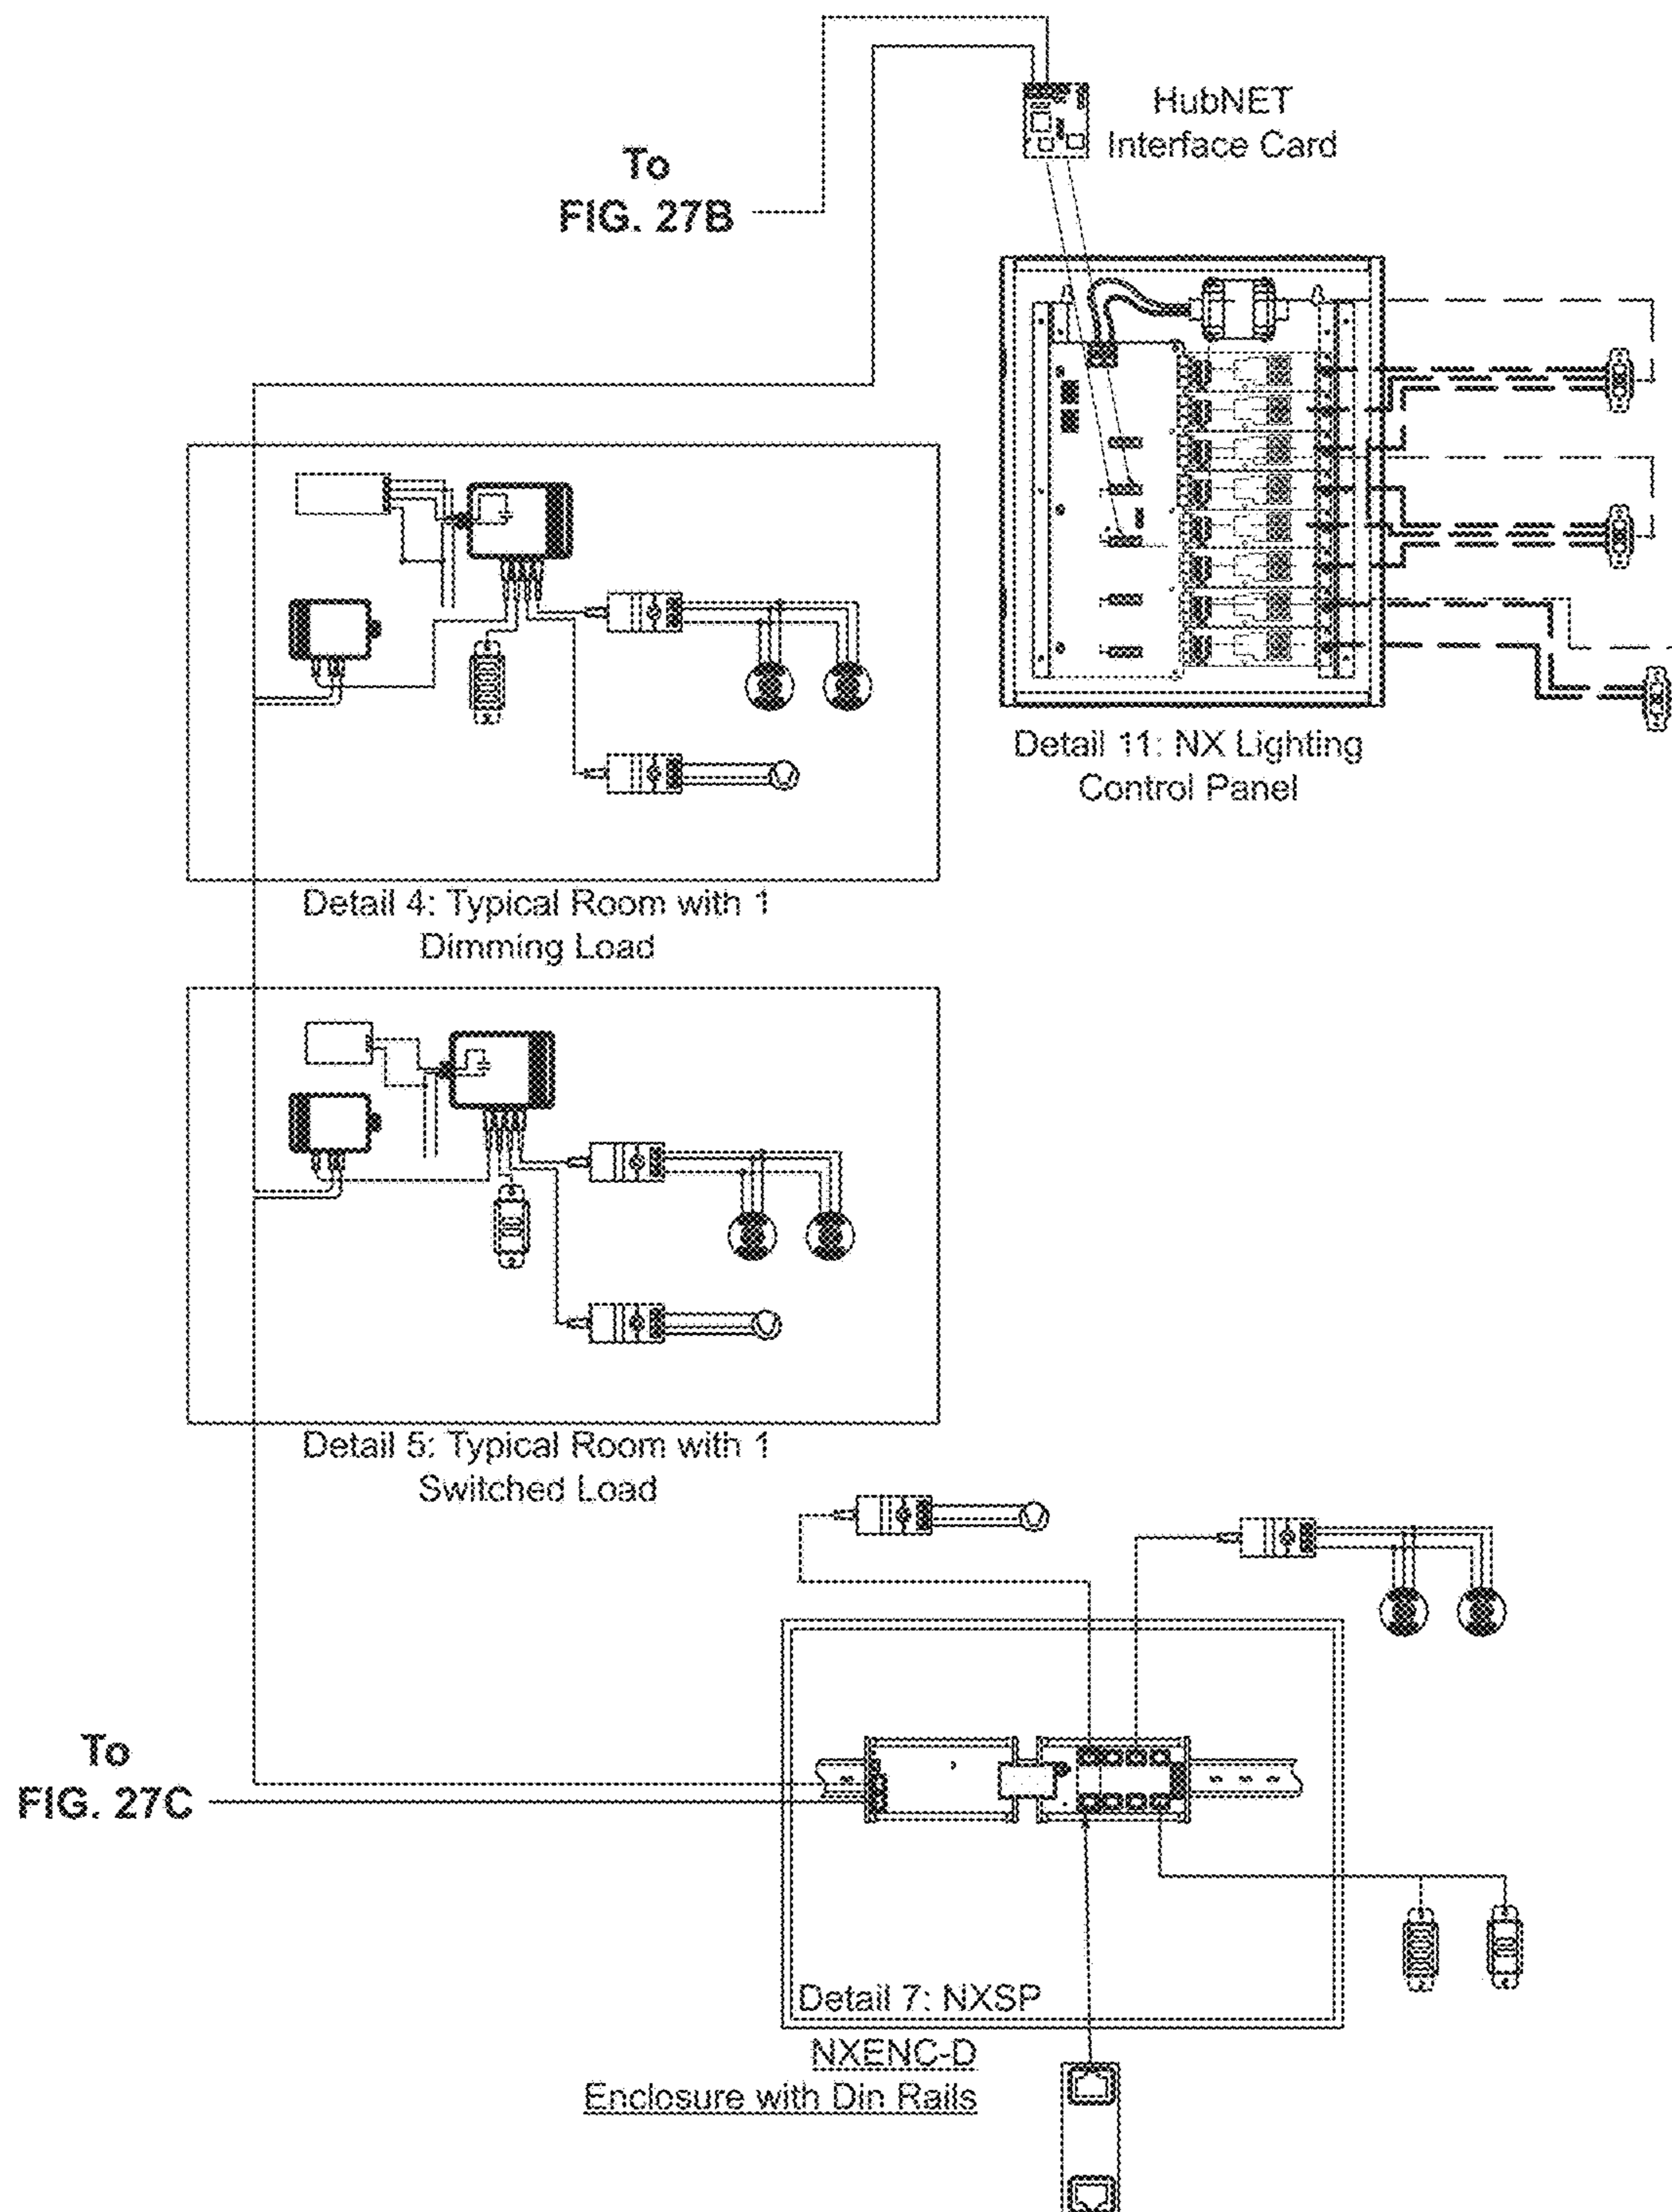 HubNET
Interface Card
To
FIG. 27B
Detail 11: NX Lighting
Control Panel
Detail 4: Typical Room with 1
Dimming Load
Detail 5: Typical Room with 1
Switched Load
To
FIG. 27C
Detail 7: NXSP
NXENC-D
Enclosure with Din Rails